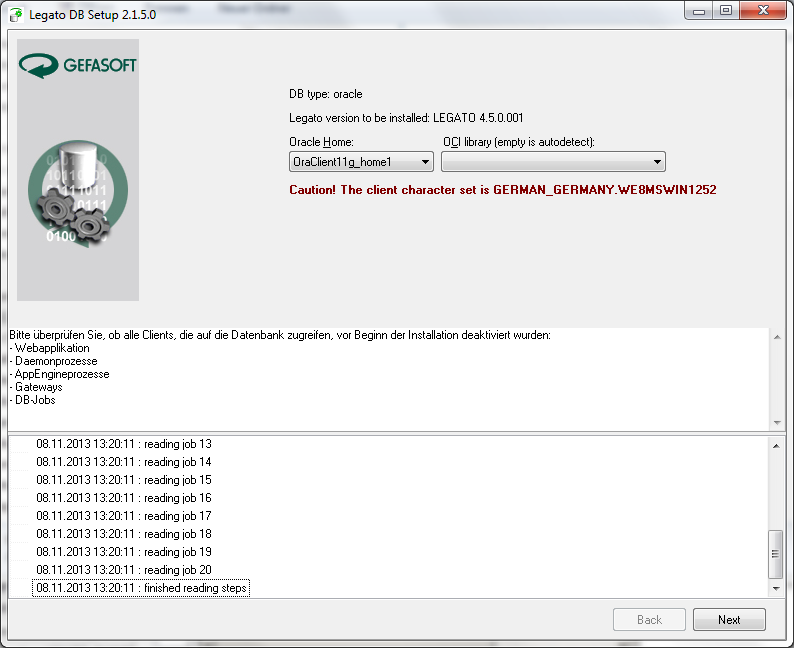 Legato DB Setup 2.1.5.0
GEFASOFT
DB type: oracle
Legato version to be installed: LEGATO 4.5.0.001
Oracle Home:
OCI library (empty is autodetect):
OraClient11g_home1
Caution! The client character set is GERMAN_GERMANY.WE8MSWIN1252
Bitte überprüfen Sie, ob alle Clients, die auf die Datenbank zugreifen, vor Beginn der Installation deaktiviert wurden:
- Webapplikation
- Daemonprozesse
- AppEngineprozesse
- Gateways
- DB-Jobs
08.11.2013 13:20:11 : reading job 13
08.11.2013 13:20:11 : reading job 14
08.11.2013 13:20:11 : reading job 15
08.11.2013 13:20:11 : reading job 16
08.11.2013 13:20:11 : reading job 17
08.11.2013 13:20:11 : reading job 18
08.11.2013 13:20:11 : reading job 19
08.11.2013 13:20:11 : reading job 20
08.11.2013 13:20:11 : finished reading steps
Back
Next